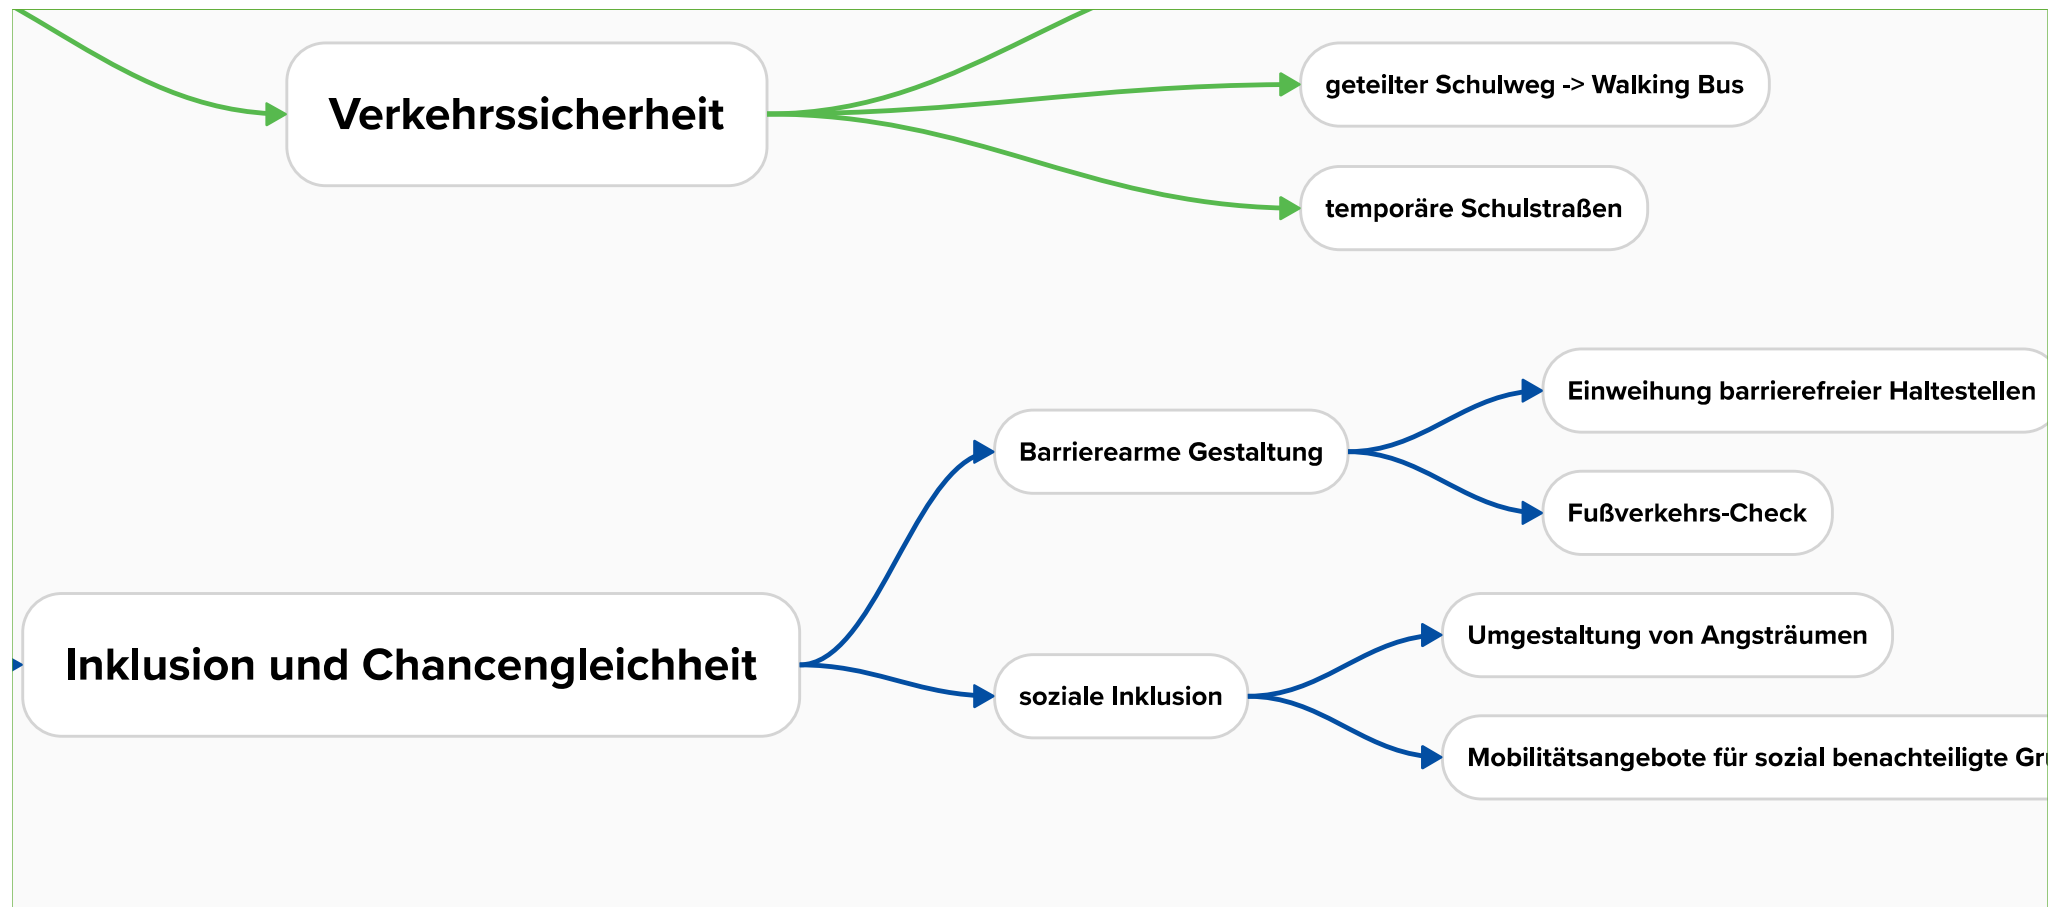 Verkehrssicherheit
geteilter Schulweg -> Walking Bus
temporäre Schulstraßen
Einweihung barrierefreier Haltestellen
Barrierearme Gestaltung
Fußverkehrs-Check
Inklusion und Chancengleichheit
Umgestaltung von Angsträumen
soziale Inklusion
Mobilitätsangebote für sozial benachteiligte